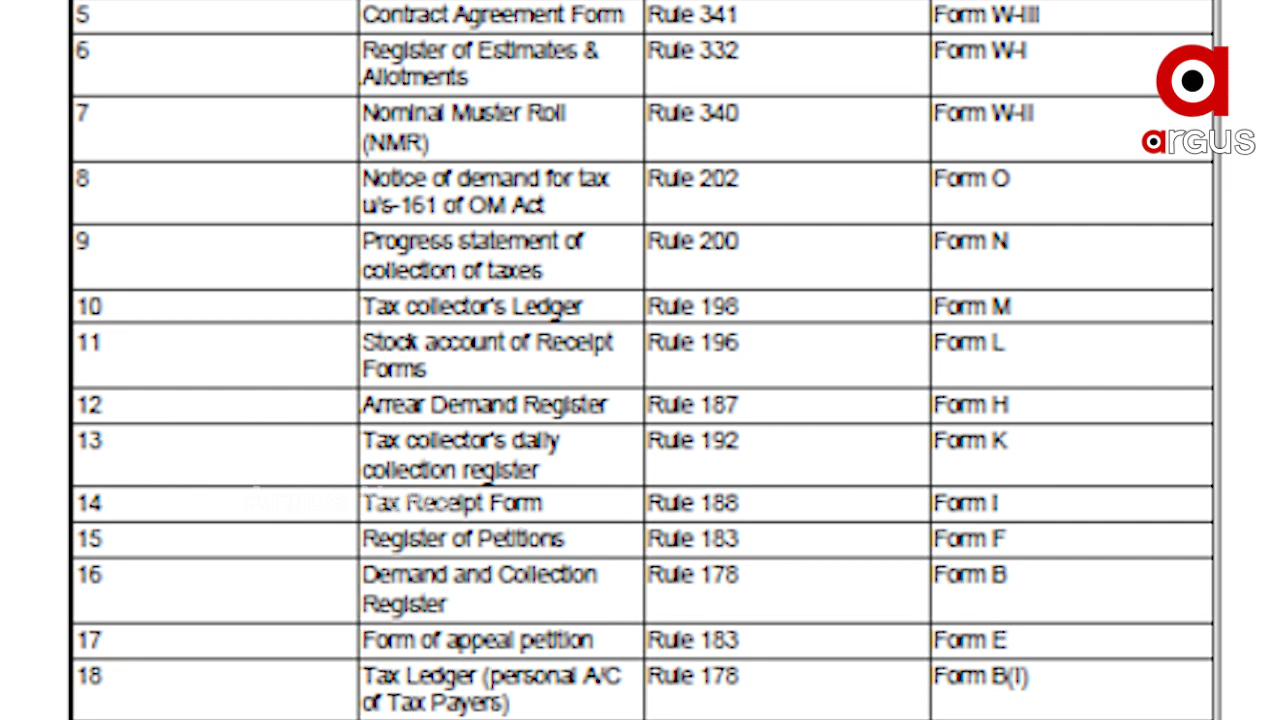 5 Contract Agreement Form Rule 341 Form W-III
6 Register of Estimates & Rule 332 Form W-I
Allotments
7 Nominal Muster Roll Rule 340 Form W-II
(NMR)
8 Notice of demand for tax Rule 202 Form O
u/s-161 of OM Act
9 Progress statement of Rule 200 Form N
collection of taxes
10 Tax collector's Ledger Rule 198 Form M
11 Stock account of Receipt Rule 196 Form L
Forms
12 Arrear Demand Register Rule 187 Form H
13 Tax collector's daily Rule 192 Form K
collection register
14 Tax Receipt Form Rule 188 Form I
15 Register of Petitions Rule 183 Form F
16 Demand and Collection Rule 178 Form B
Register
17 Form of appeal petition Rule 183 Form E
18 Tax Ledger (personal A/C Rule 178 Form B(I)
of Tax Payers)
a
argus